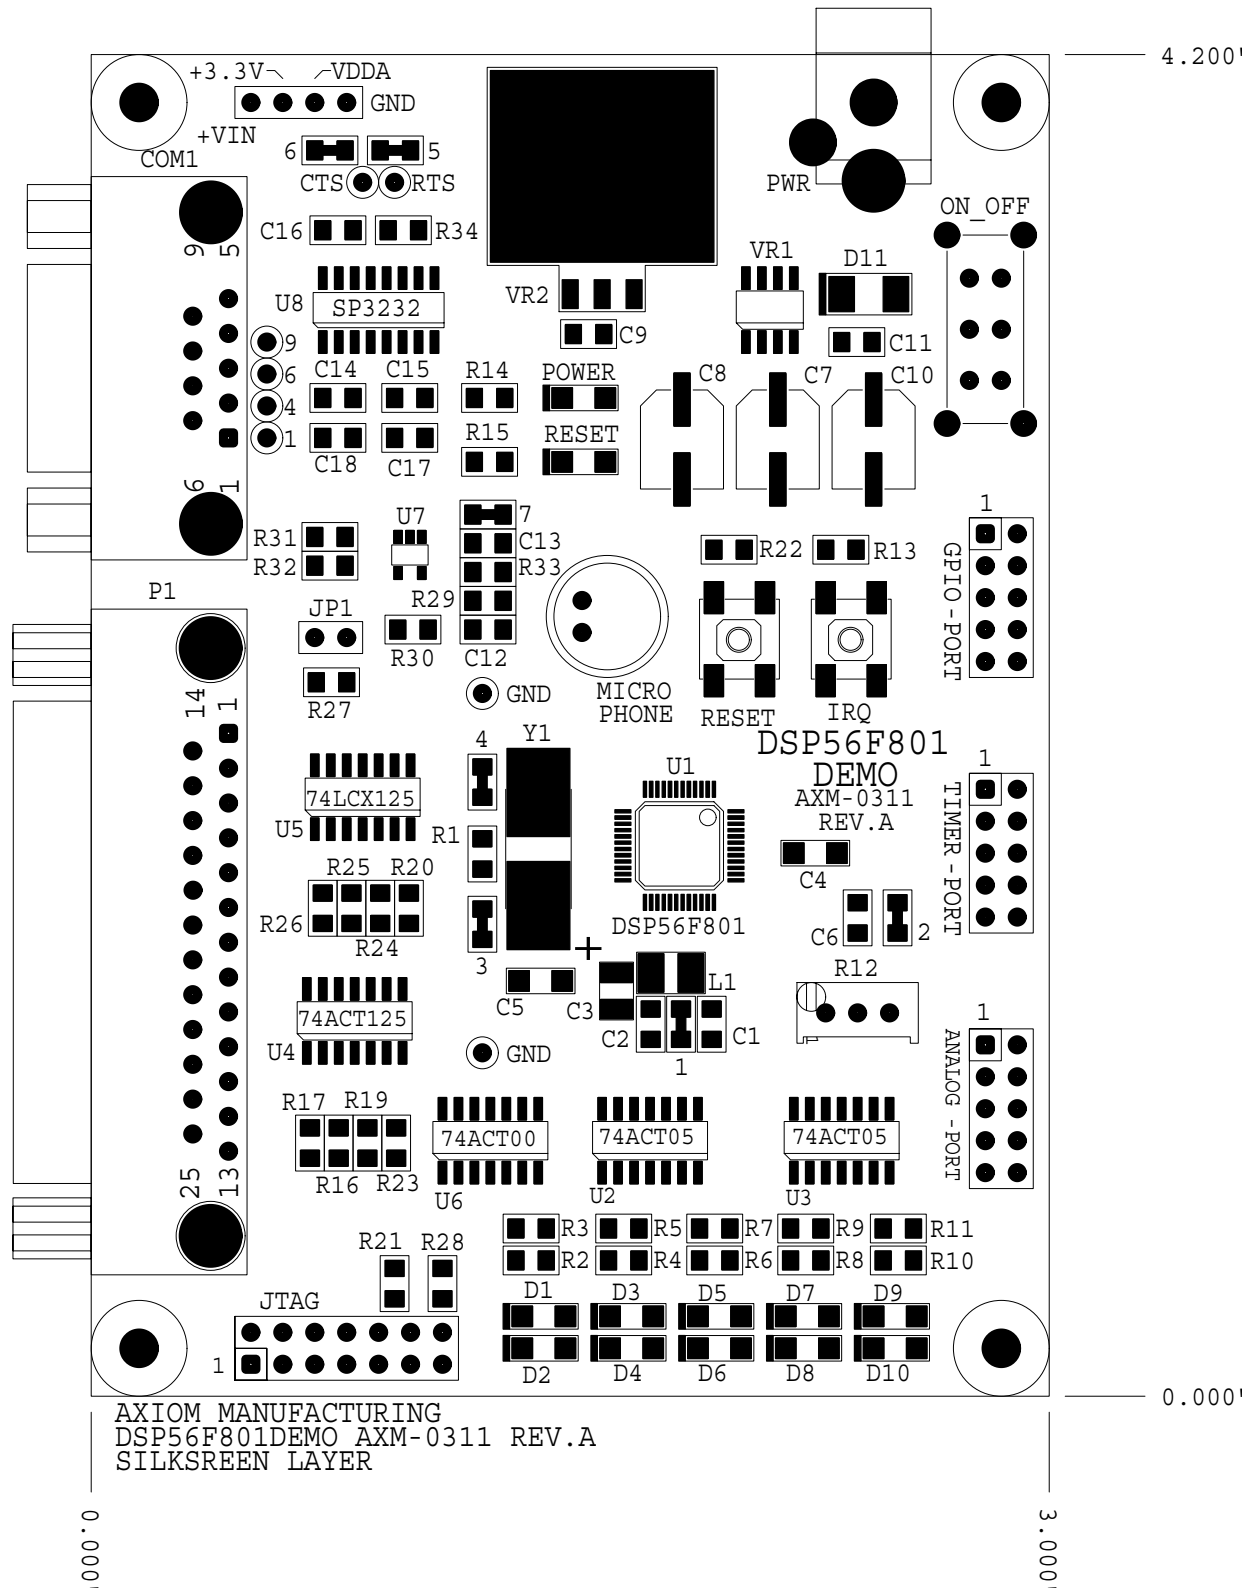 4.200'
+3.3V VDDA
GND
+VIN
COM1
6 5
CTS RTS
PWR
ON_OFF
C16 R34
9 5
VR1 D11
U8 SP3232
VR2
C9
C11
9
6
4
1
C14 C15 R14 POWER
C8 C7 C10
C18 C17 R15 RESET
6 1
R31 U7 7
C13
R32 R33
R22 R13
1
GPIO-PORT
P1
JP1
R29
R30 C12
R27
GND
MICRO
PHONE
RESET IRQ
14 1
4 Y1 U1
DSP56F801
DEMO
AXM-0311
REV.A
1
TIMER-PORT
74LCX125
U5
R1
C4
R25 R20
R26 R24
DSP56F801
3 +
C6 2
R12
C5 C3 L1
C2 C1
1
74ACT125
U4
GND
1
ANALOG-PORT
R17 R19
R16 R23
74ACT00
U6
74ACT05
U2
74ACT05
U3
25 13
R3 R5 R7 R9 R11
R2 R4 R6 R8 R10
R21 R28
D1 D3 D5 D7 D9
JTAG
1
D2 D4 D6 D8 D10
0.000'
AXIOM MANUFACTURING
DSP56F801DEMO AXM-0311 REV.A
SILKSREEN LAYER
0.000'
3.000'